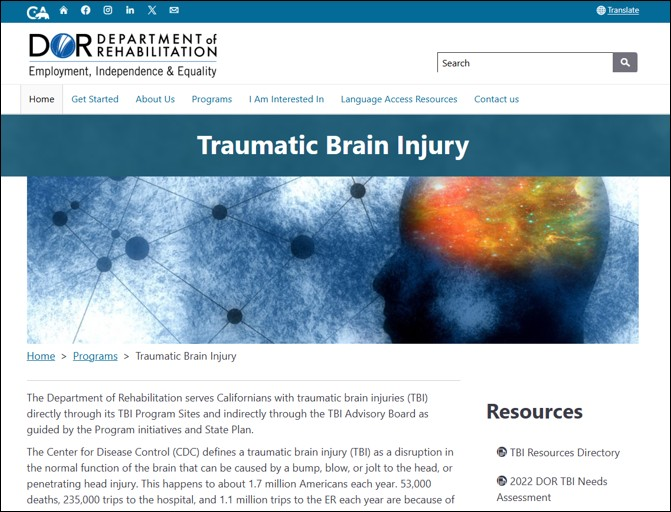 CA
Translate
DOR DEPARTMENT of
REHABILITATION
Employment, Independence & Equality
Search
Home Get Started About Us Programs I Am Interested In Language Access Resources Contact us
Traumatic Brain Injury
Home > Programs > Traumatic Brain Injury
The Department of Rehabilitation serves Californians with traumatic brain injuries (TBI)
directly through its TBI Program Sites and indirectly through the TBI Advisory Board as
guided by the Program initiatives and State Plan.
The Center for Disease Control (CDC) defines a traumatic brain injury (TBI) as a disruption in
the normal function of the brain that can be caused by a bump, blow, or jolt to the head, or
penetrating head injury. This happens to about 1.7 million Americans each year. 53,000
deaths, 235,000 trips to the hospital, and 1.1 million trips to the ER each year are because of
Resources
TBI Resources Directory
2022 DOR TBI Needs
Assessment